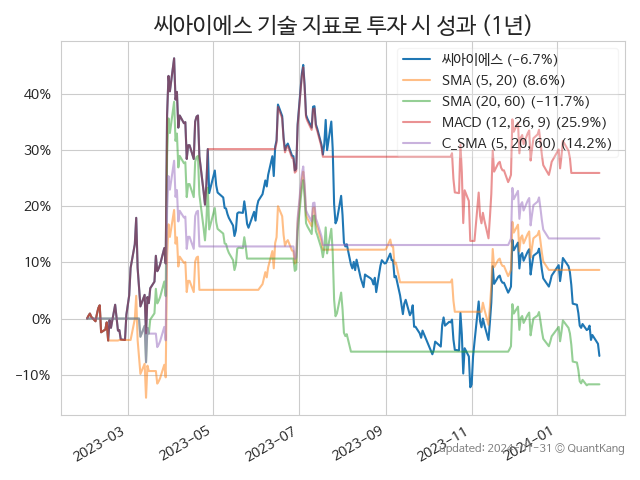 씨아이에스 기술 지표로 투자 시 성과 (1년)
씨아이에스 (−6.7%)
SMA (5, 20) (8.6%)
SMA (20, 60) (−11.7%)
MACD (12, 26, 9) (25.9%)
C_SMA (5, 20, 60) (14.2%)
40%
30%
20%
10%
0%
−10%
2023−03
2023−05
2023−07
2023−09
2023−11
2024−01
updated: 2024−01−31 © QuantKang